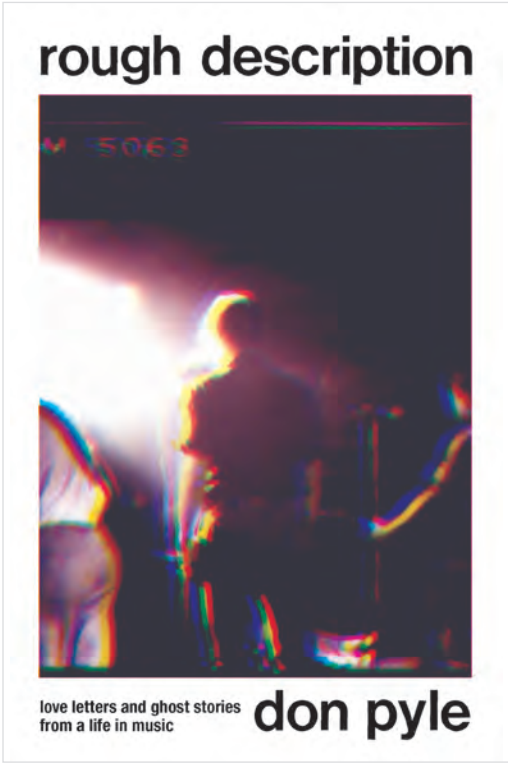 rough description
M 5063
love letters and ghost stories
from a life in music
don pyle